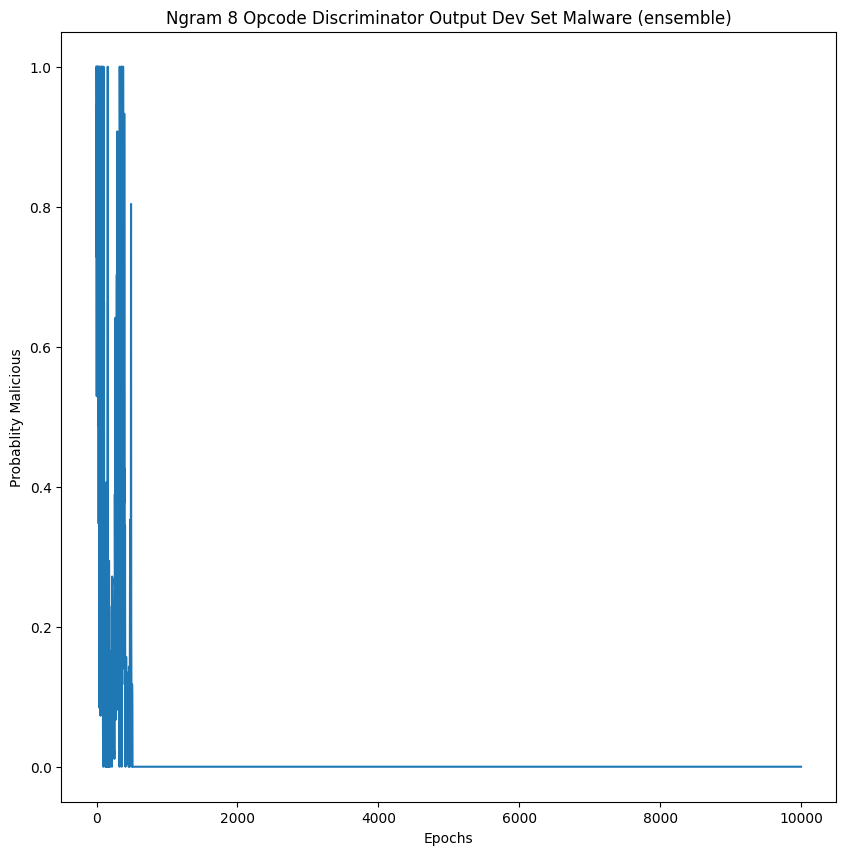 Ngram 8 Opcode Discriminator Output Dev Set Malware (ensemble)
1.0
0.8
0.6
0.4
0.2
0.0
Probablity Malicious
0 2000 4000 6000 8000 10000
Epochs